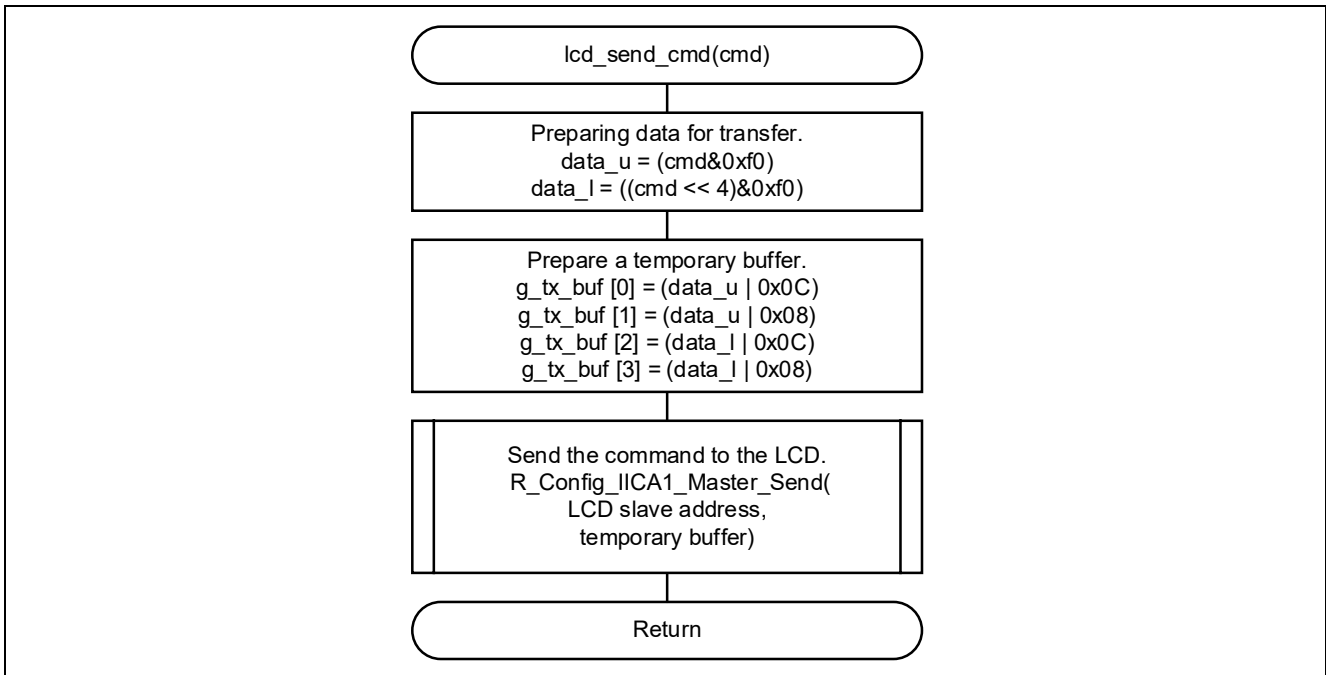 lcd_send_cmd(cmd)
Preparing data for transfer.
data_u = (cmd&0xf0)
data_l = ((cmd << 4)&0xf0)
Prepare a temporary buffer.
g_tx_buf [0] = (data_u | 0x0C)
g_tx_buf [1] = (data_u | 0x08)
g_tx_buf [2] = (data_l | 0x0C)
g_tx_buf [3] = (data_l | 0x08)
Send the command to the LCD.
R_Config_IICA1_Master_Send(
LCD slave address,
temporary buffer)
Return